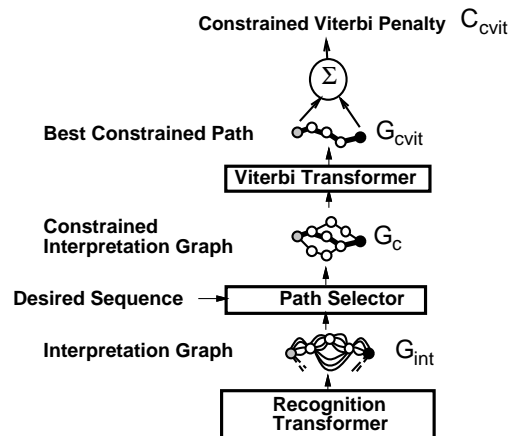 Constrained Viterbi Penalty C_cvit
Σ
Best Constrained Path G_cvit
Viterbi Transformer
Constrained
Interpretation Graph G_c
Desired Sequence Path Selector
Interpretation Graph G_int
Recognition
Transformer